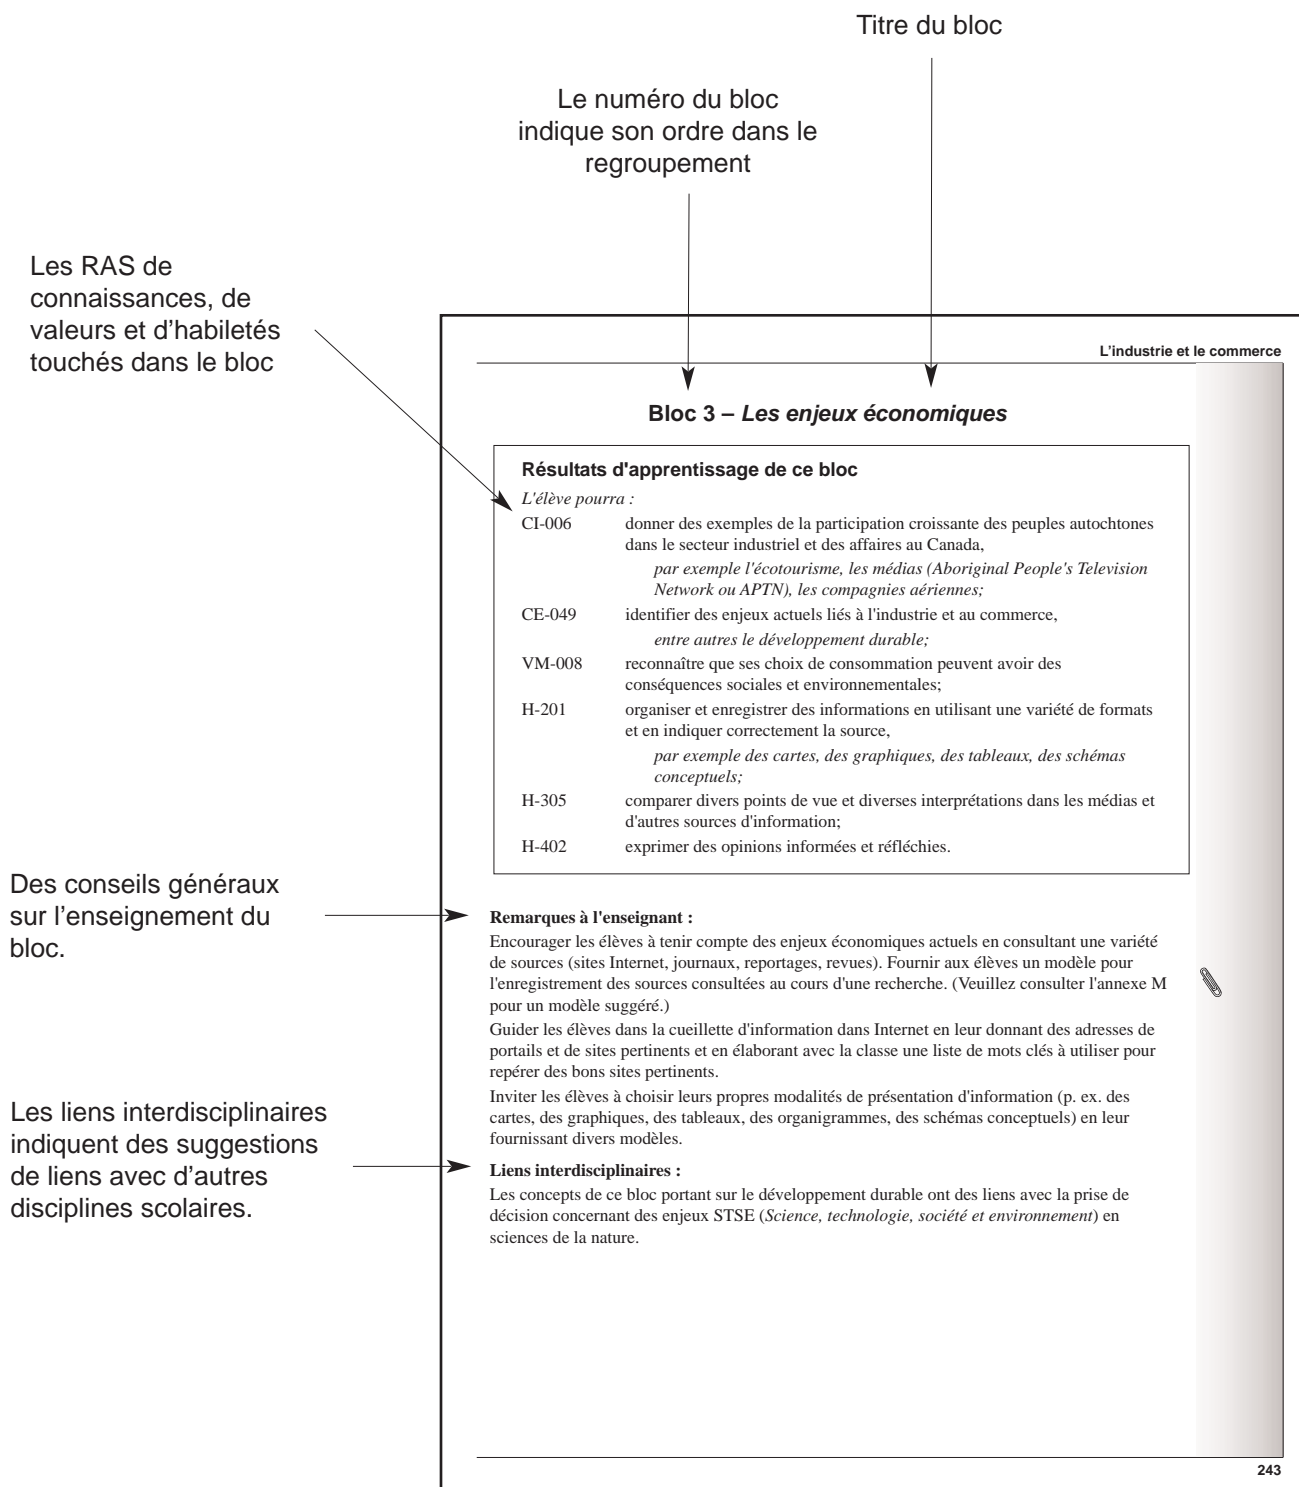 Titre du bloc
Le numéro du bloc
indique son ordre dans le
regroupement
Les RAS de
connaissances, de
valeurs et d'habiletés
touchés dans le bloc
L'industrie et le commerce
Bloc 3 – Les enjeux économiques
Résultats d'apprentissage de ce bloc
L'élève pourra :
CI-006 donner des exemples de la participation croissante des peuples autochtones
dans le secteur industriel et des affaires au Canada,
par exemple l'écotourisme, les médias (Aboriginal People's Television
Network ou APTN), les compagnies aériennes;
CE-049 identifier des enjeux actuels liés à l'industrie et au commerce,
entre autres le développement durable;
VM-008 reconnaître que ses choix de consommation peuvent avoir des
conséquences sociales et environnementales;
H-201 organiser et enregistrer des informations en utilisant une variété de formats
et en indiquer correctement la source,
par exemple des cartes, des graphiques, des tableaux, des schémas
conceptuels;
H-305 comparer divers points de vue et diverses interprétations dans les médias et
d'autres sources d'information;
H-402 exprimer des opinions informées et réfléchies.
Des conseils généraux
sur l'enseignement du
bloc.
Remarques à l'enseignant :
Encourager les élèves à tenir compte des enjeux économiques actuels en consultant une variété
de sources (sites Internet, journaux, reportages, revues). Fournir aux élèves un modèle pour
l'enregistrement des sources consultées au cours d'une recherche. (Veuillez consulter l'annexe M
pour un modèle suggéré.)
Guider les élèves dans la cueillette d'information dans Internet en leur donnant des adresses de
portails et de sites pertinents et en élaborant avec la classe une liste de mots clés à utiliser pour
repérer des bons sites pertinents.
Inviter les élèves à choisir leurs propres modalités de présentation d'information (p. ex. des
cartes, des graphiques, des tableaux, des organigrammes, des schémas conceptuels) en leur
fournissant divers modèles.
Les liens interdisciplinaires
indiquent des suggestions
de liens avec d'autres
disciplines scolaires.
Liens interdisciplinaires :
Les concepts de ce bloc portant sur le développement durable ont des liens avec la prise de
décision concernant des enjeux STSE (Science, technologie, société et environnement) en
sciences de la nature.
243